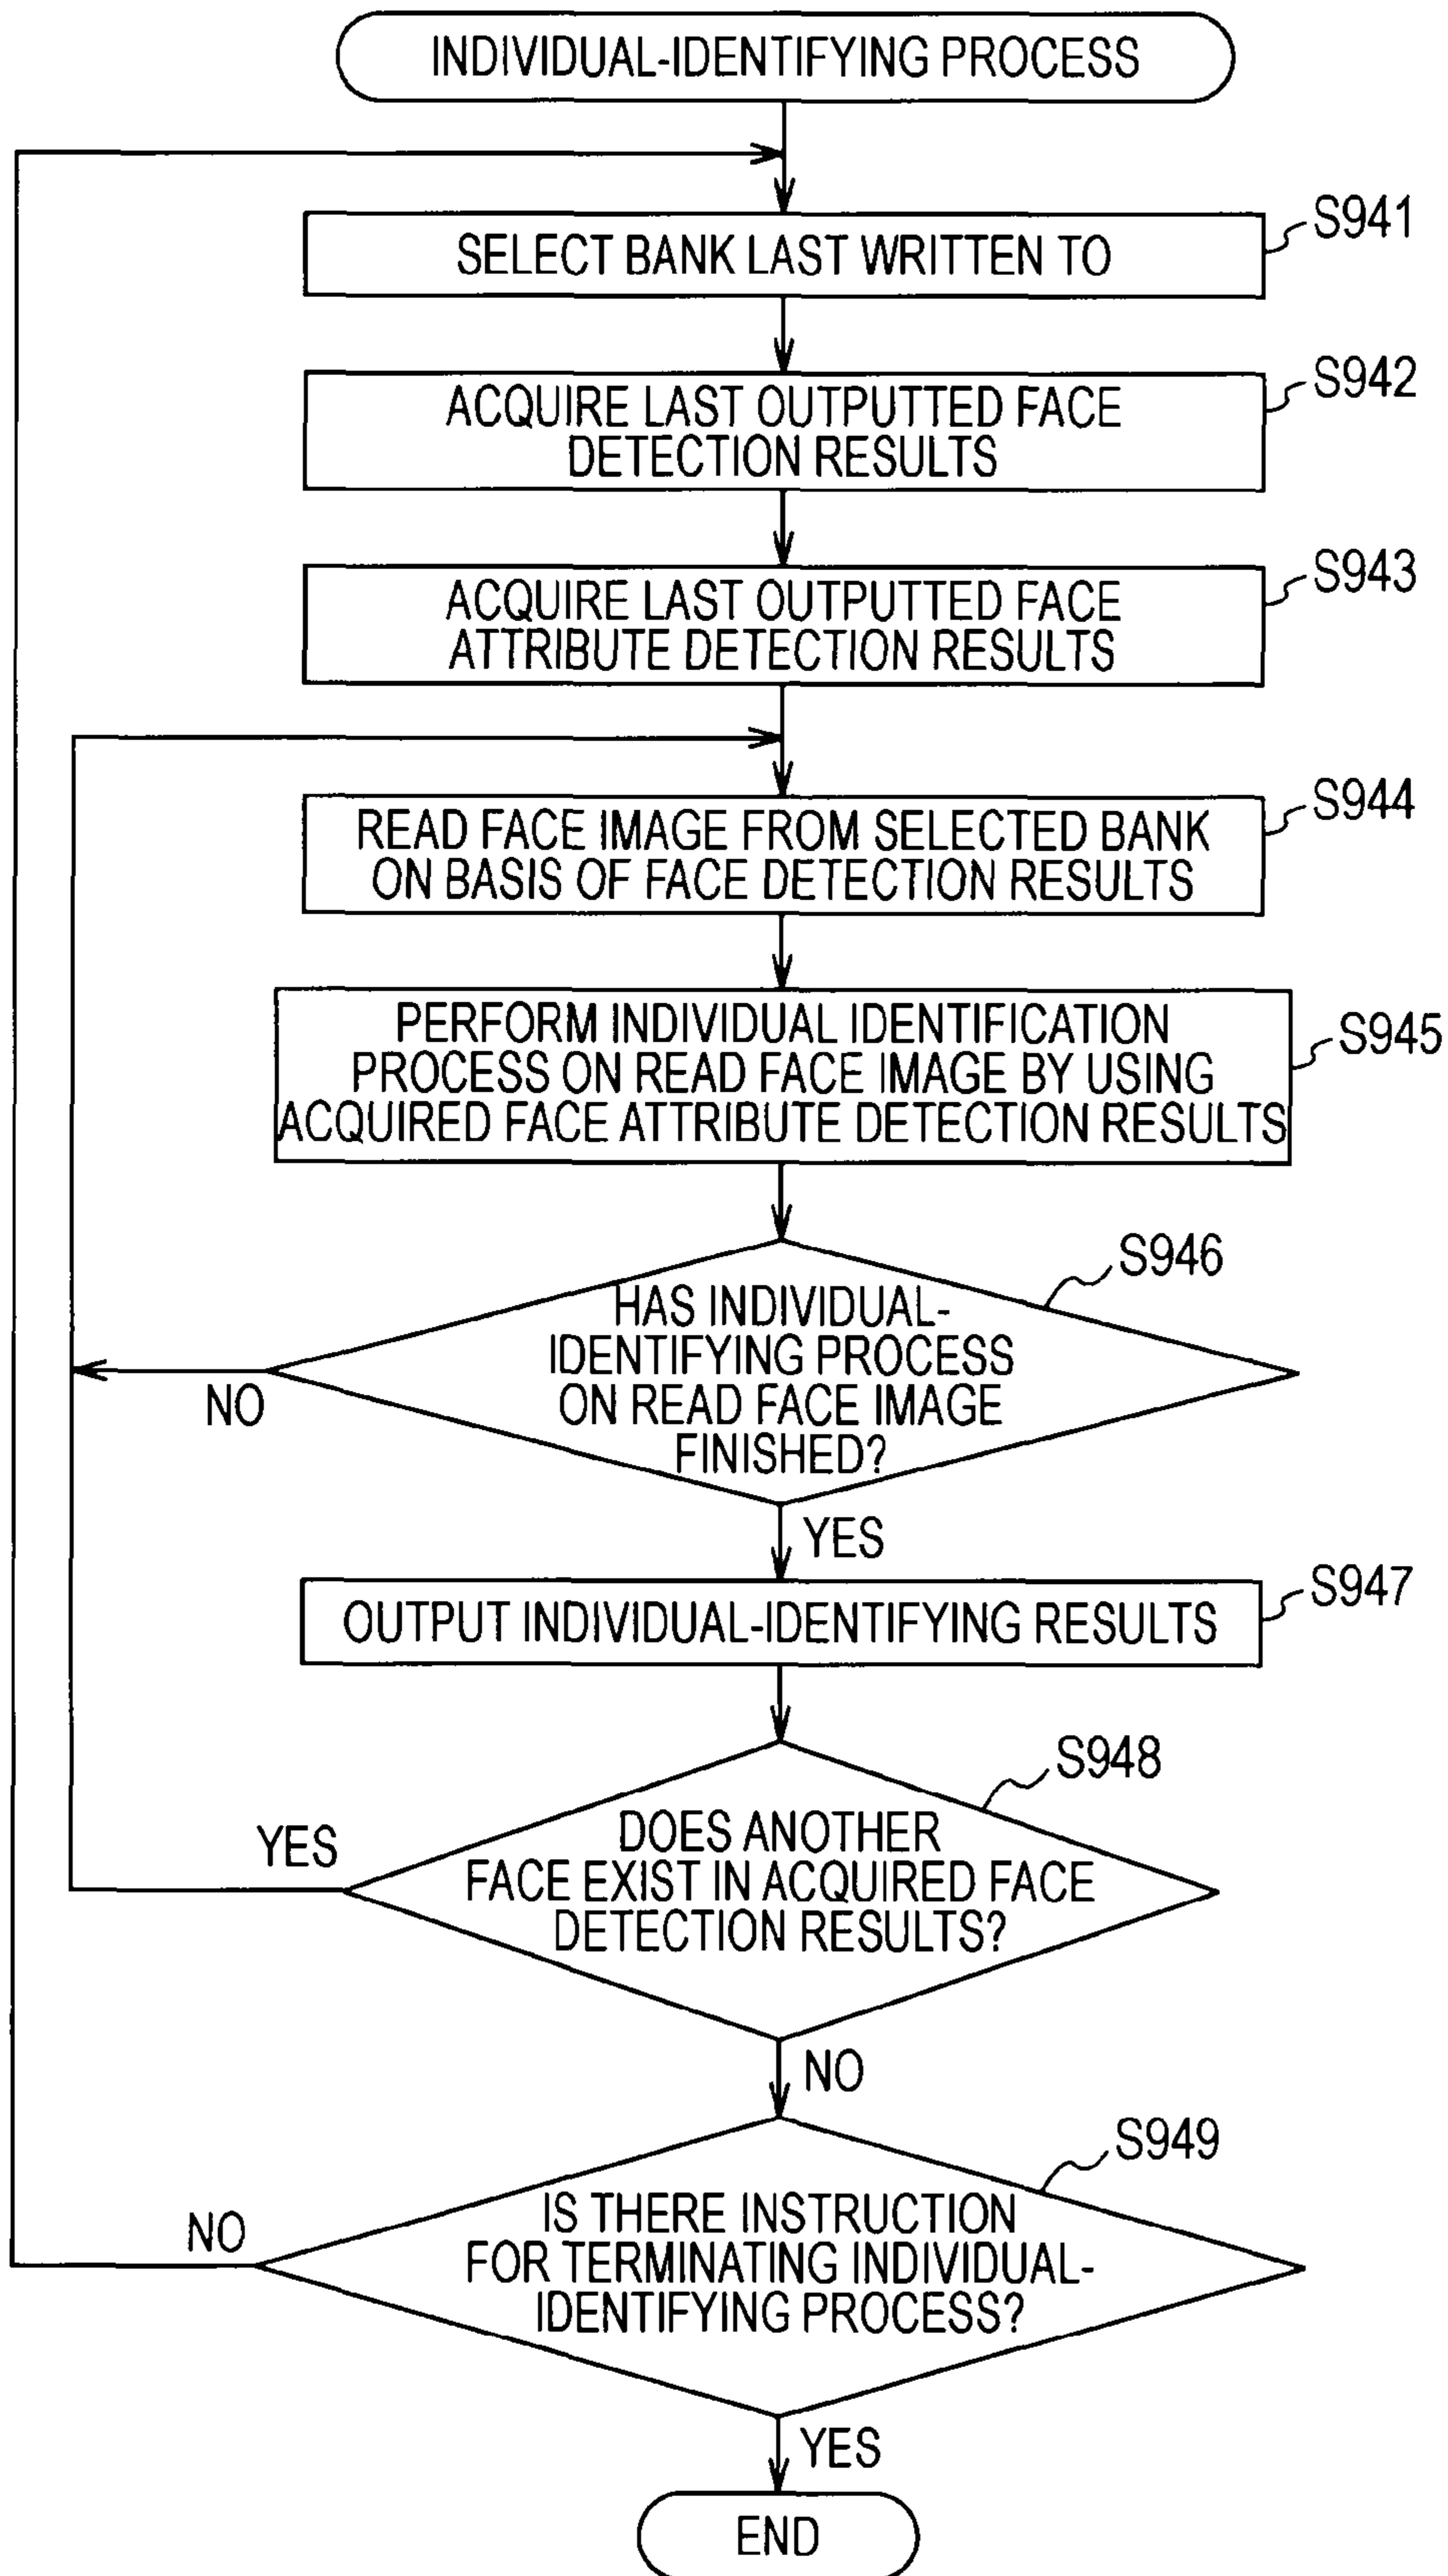 INDIVIDUAL-IDENTIFYING PROCESS
S941
SELECT BANK LAST WRITTEN TO
S942
ACQUIRE LAST OUTPUTTED FACE
DETECTION RESULTS
S943
ACQUIRE LAST OUTPUTTED FACE
ATTRIBUTE DETECTION RESULTS
S944
READ FACE IMAGE FROM SELECTED BANK
ON BASIS OF FACE DETECTION RESULTS
S945
PERFORM INDIVIDUAL IDENTIFICATION
PROCESS ON READ FACE IMAGE BY USING
ACQUIRED FACE ATTRIBUTE DETECTION RESULTS
S946
HAS INDIVIDUAL-
IDENTIFYING PROCESS
ON READ FACE IMAGE
FINISHED?
NO
YES
S947
OUTPUT INDIVIDUAL-IDENTIFYING RESULTS
S948
DOES ANOTHER
FACE EXIST IN ACQUIRED FACE
DETECTION RESULTS?
YES
NO
S949
IS THERE INSTRUCTION
FOR TERMINATING INDIVIDUAL-
IDENTIFYING PROCESS?
NO
YES
END